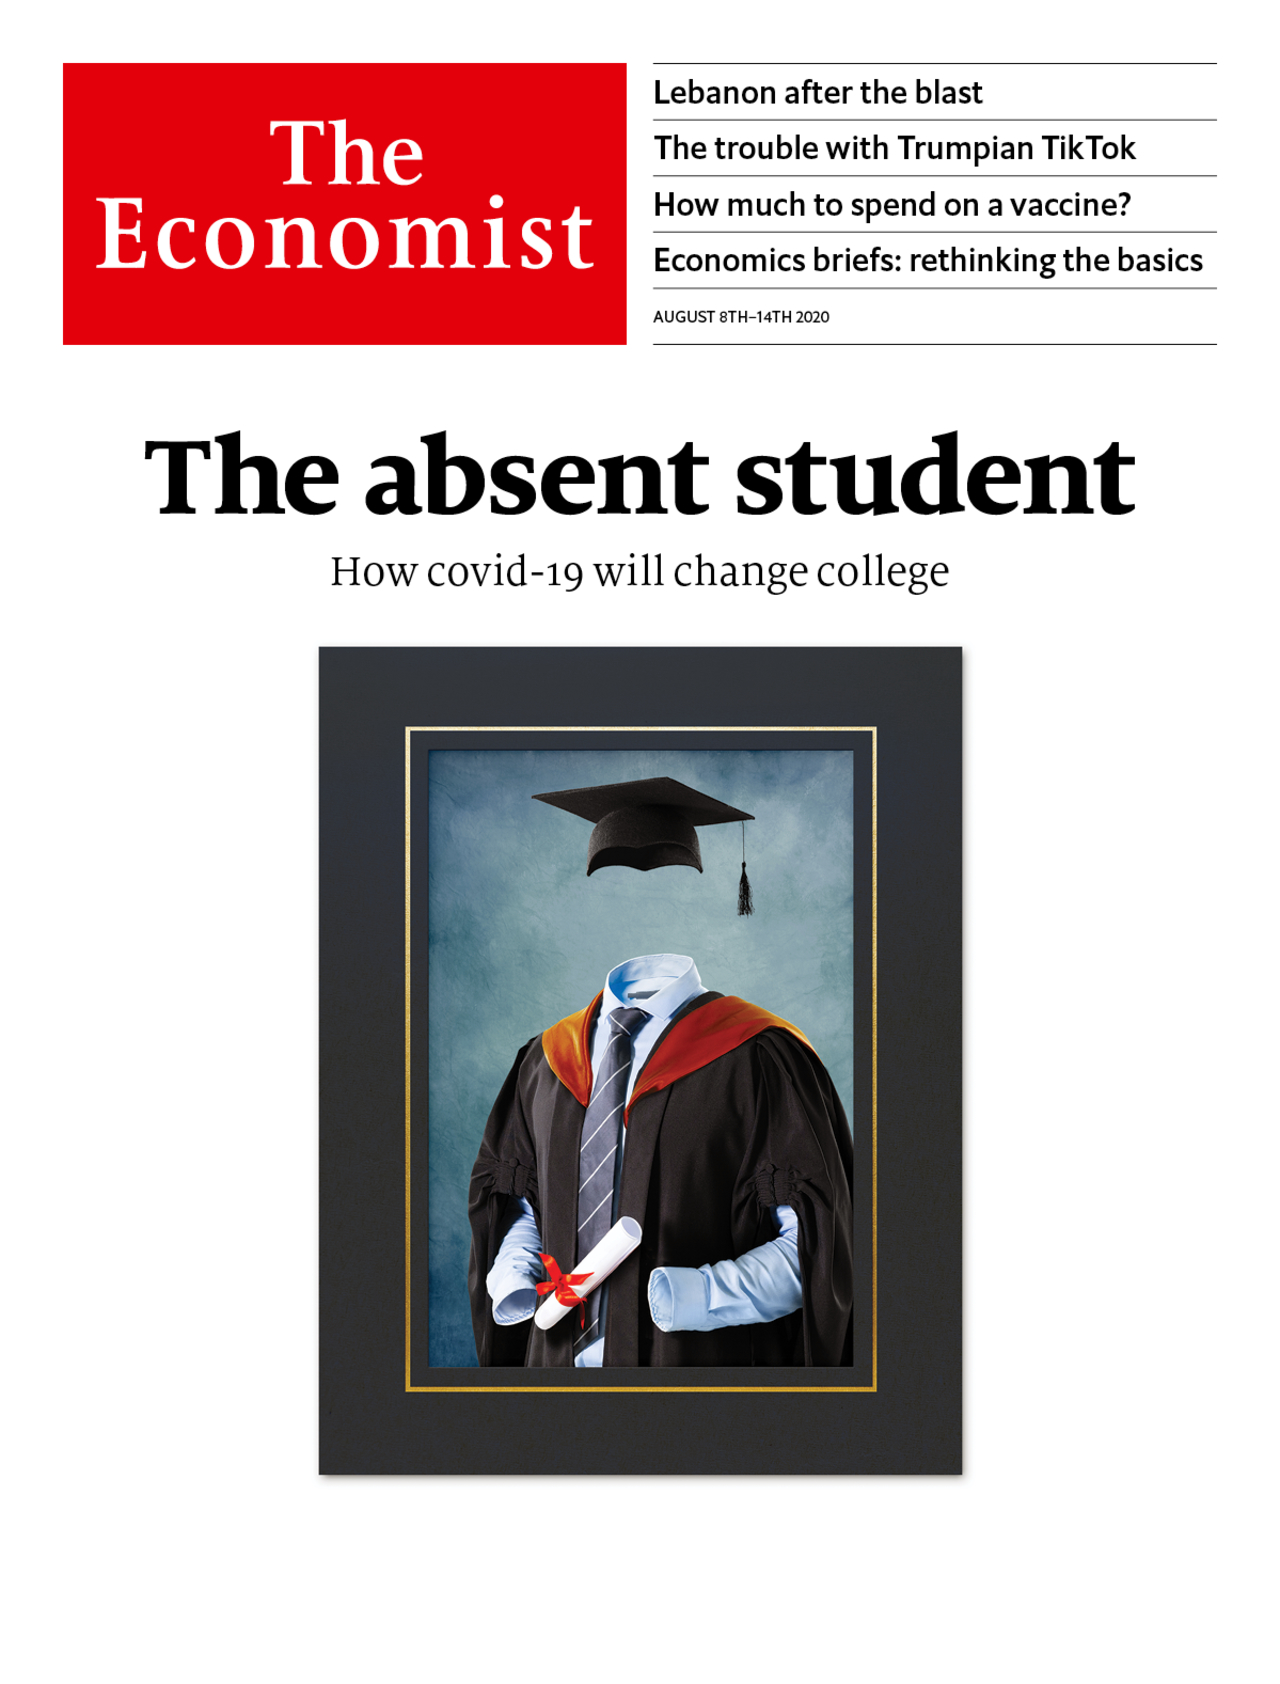 The
Economist
Lebanon after the blast
The trouble with Trumpian TikTok
How much to spend on a vaccine?
Economics briefs: rethinking the basics
AUGUST 8TH–14TH 2020
The absent student
How covid-19 will change college